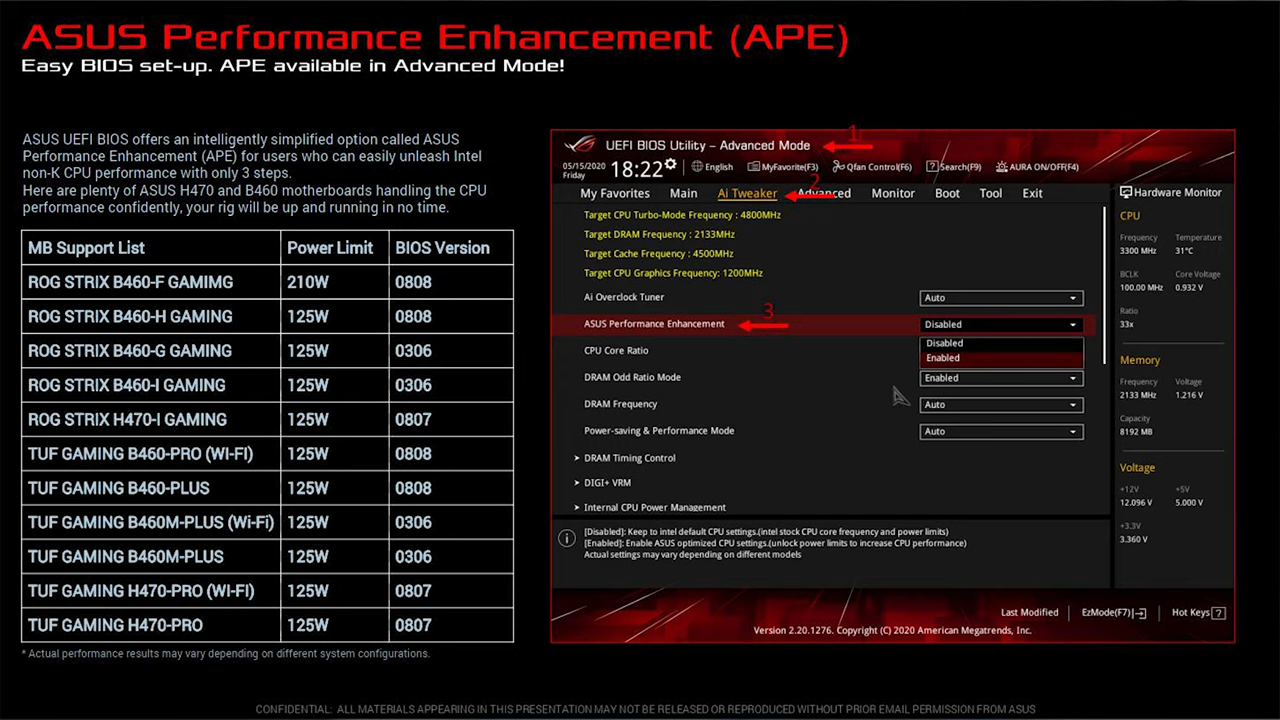 ASUS Performance Enhancement (APE)
Easy BIOS set-up. APE available in Advanced Mode!
ASUS UEFI BIOS offers an intelligently simplified option called ASUS
Performance Enhancement (APE) for users who can easily unleash Intel
non-K CPU performance with only 3 steps.
Here are plenty of ASUS H470 and B460 motherboards handling the CPU
performance confidently, your rig will be up and running in no time.
MB Support List Power Limit BIOS Version
ROG STRIX B460-F GAMIMG 210W 0808
ROG STRIX B460-H GAMING 125W 0808
ROG STRIX B460-G GAMING 125W 0306
ROG STRIX B460-I GAMING 125W 0306
ROG STRIX H470-I GAMING 125W 0807
TUF GAMING B460-PRO (WI-FI) 125W 0808
TUF GAMING B460-PLUS 125W 0808
TUF GAMING B460M-PLUS (Wi-Fi) 125W 0306
TUF GAMING B460M-PLUS 125W 0306
TUF GAMING H470-PRO (WI-FI) 125W 0807
TUF GAMING H470-PRO 125W 0807
* Actual performance results may vary depending on different system configurations.
UEFI BIOS Utility – Advanced Mode 1
05/15/2020
Friday
18:22 English MyFavorite(F3) Qfan Control(F6) Search(F9) AURA ON/OFF(F4)
My Favorites Main Ai Tweaker 2 Advanced Monitor Boot Tool Exit
Target CPU Turbo-Mode Frequency : 4800MHz
Target DRAM Frequency : 2133MHz
Target Cache Frequency : 4500MHz
Target CPU Graphics Frequency: 1200MHz
Ai Overclock Tuner Auto
ASUS Performance Enhancement 3 Disabled
Disabled
Enabled
CPU Core Ratio
DRAM Odd Ratio Mode Enabled
DRAM Frequency Auto
Power-saving & Performance Mode Auto
DRAM Timing Control
DIGI+ VRM
Internal CPU Power Management
[Disabled]: Keep to intel default CPU settings.(intel stock CPU core frequency and power limits)
[Enabled]: Enable ASUS optimized CPU settings.(unlock power limits to increase CPU performance)
Actual settings may vary depending on different models
Hardware Monitor
CPU
Frequency Temperature
3300 MHz 31°C
BCLK Core Voltage
100.00 MHz 0.932 V
Ratio
33x
Memory
Frequency Voltage
2133 MHz 1.216 V
Capacity
8192 MB
Voltage
+12V +5V
12.096 V 5.000 V
+3.3V
3.360 V
Last Modified EzMode(F7) Hot Keys ?
Version 2.20.1276. Copyright (C) 2020 American Megatrends, Inc.
CONFIDENTIAL: ALL MATERIALS APPEARING IN THIS PRESENTATION MAY NOT BE RELEASED OR REPRODUCED WITHOUT PRIOR EMAIL PERMISSION FROM ASUS